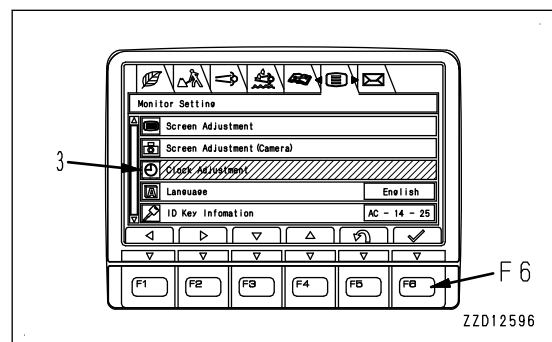 Monitor Setting
Screen Adjustment
Screen Adjustment (Camera)
3
Clock Adjustment
A
Language English
ID Key Infomation AC - 14 - 25
F1 F2 F3 F4 F5 F6
F6
ZZD12596